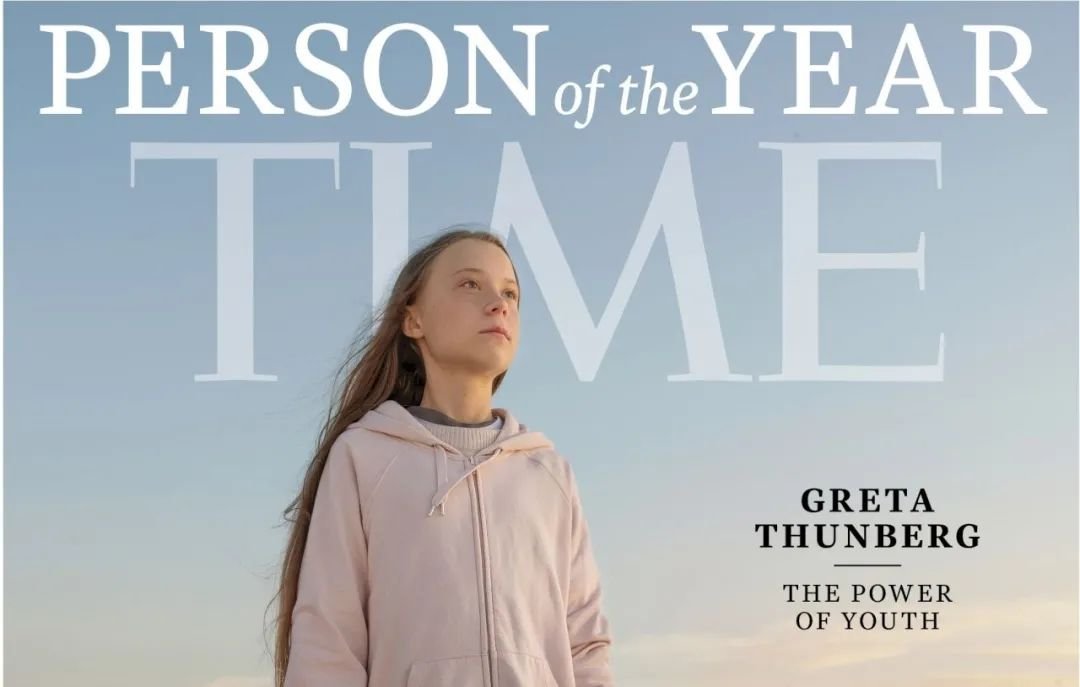 PERSON of the YEAR
TIME
GRETA
THUNBERG
THE POWER
OF YOUTH